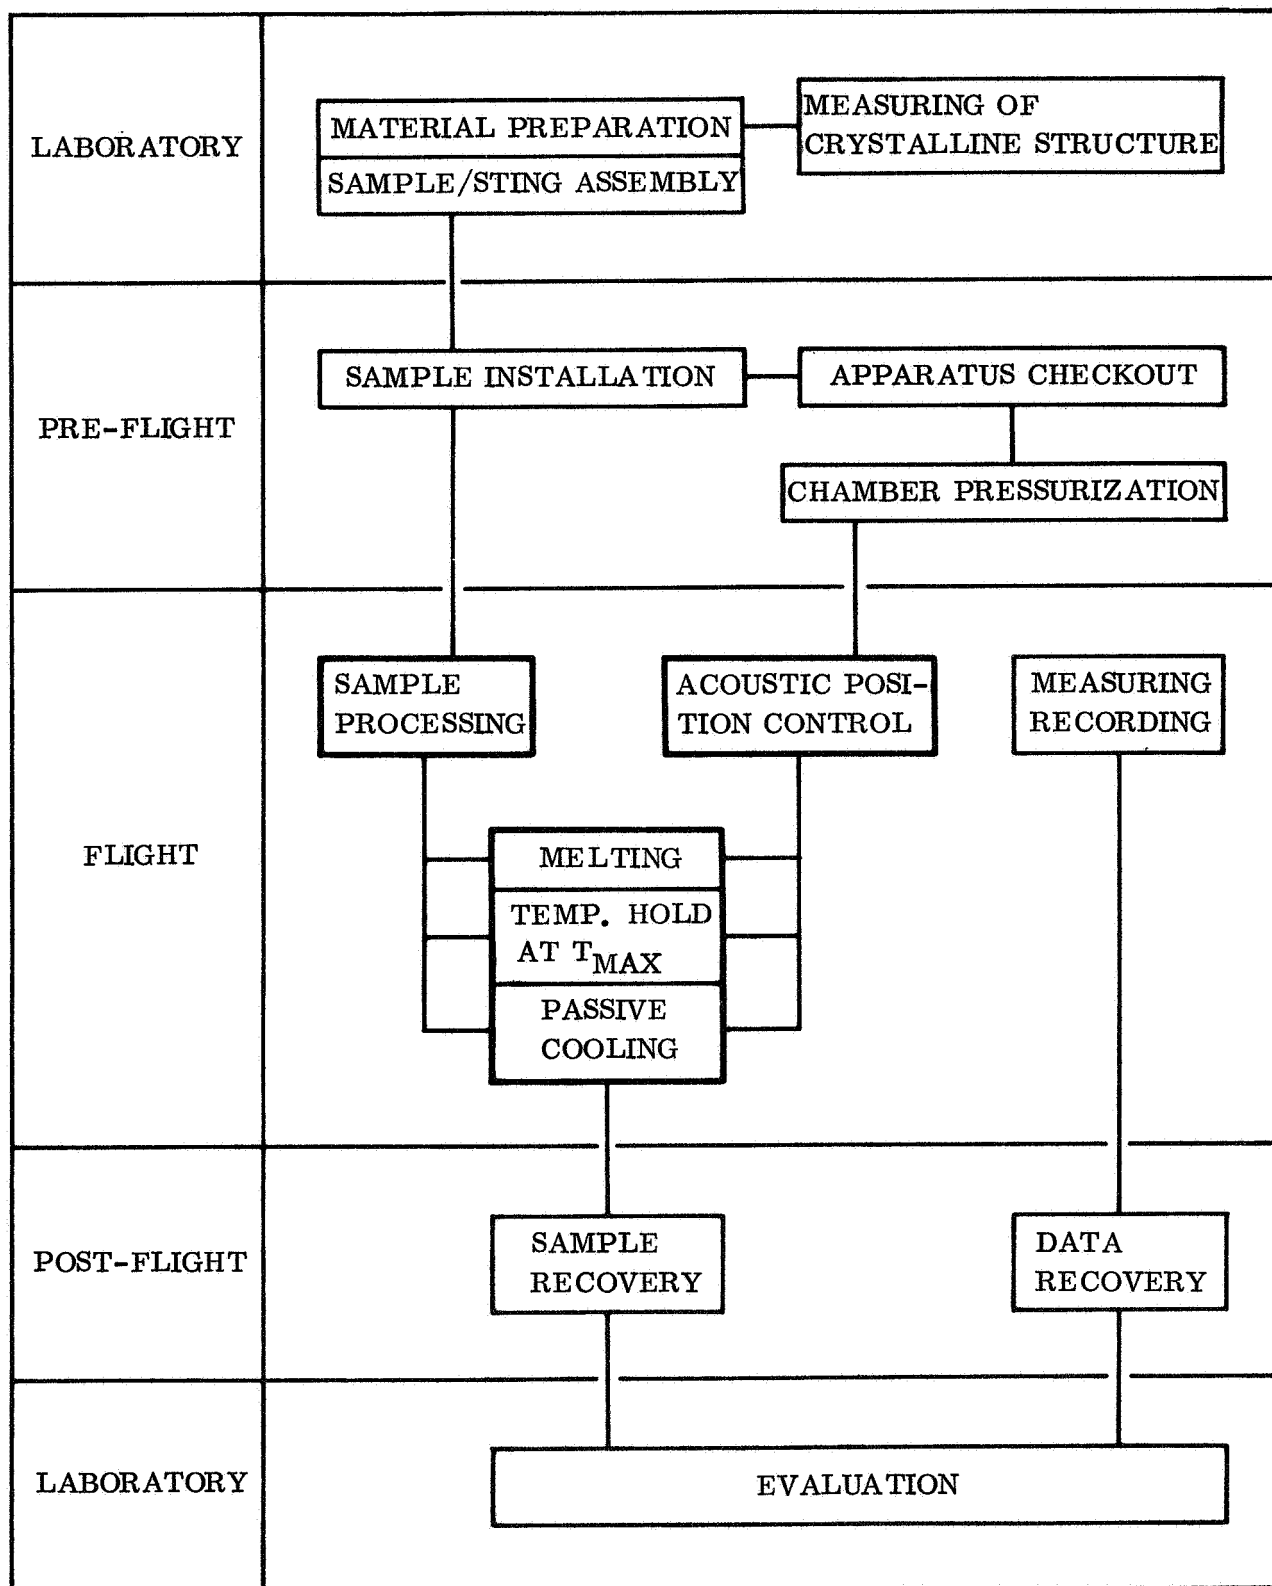 LABORATORY
MATERIAL PREPARATION
SAMPLE/STING ASSEMBLY
MEASURING OF
CRYSTALLINE STRUCTURE
PRE-FLIGHT
SAMPLE INSTALLATION
APPARATUS CHECKOUT
CHAMBER PRESSURIZATION
FLIGHT
SAMPLE
PROCESSING
ACOUSTIC POSI-
TION CONTROL
MEASURING
RECORDING
MELTING
TEMP. HOLD
AT TMAX
PASSIVE
COOLING
POST-FLIGHT
SAMPLE
RECOVERY
DATA
RECOVERY
LABORATORY
EVALUATION